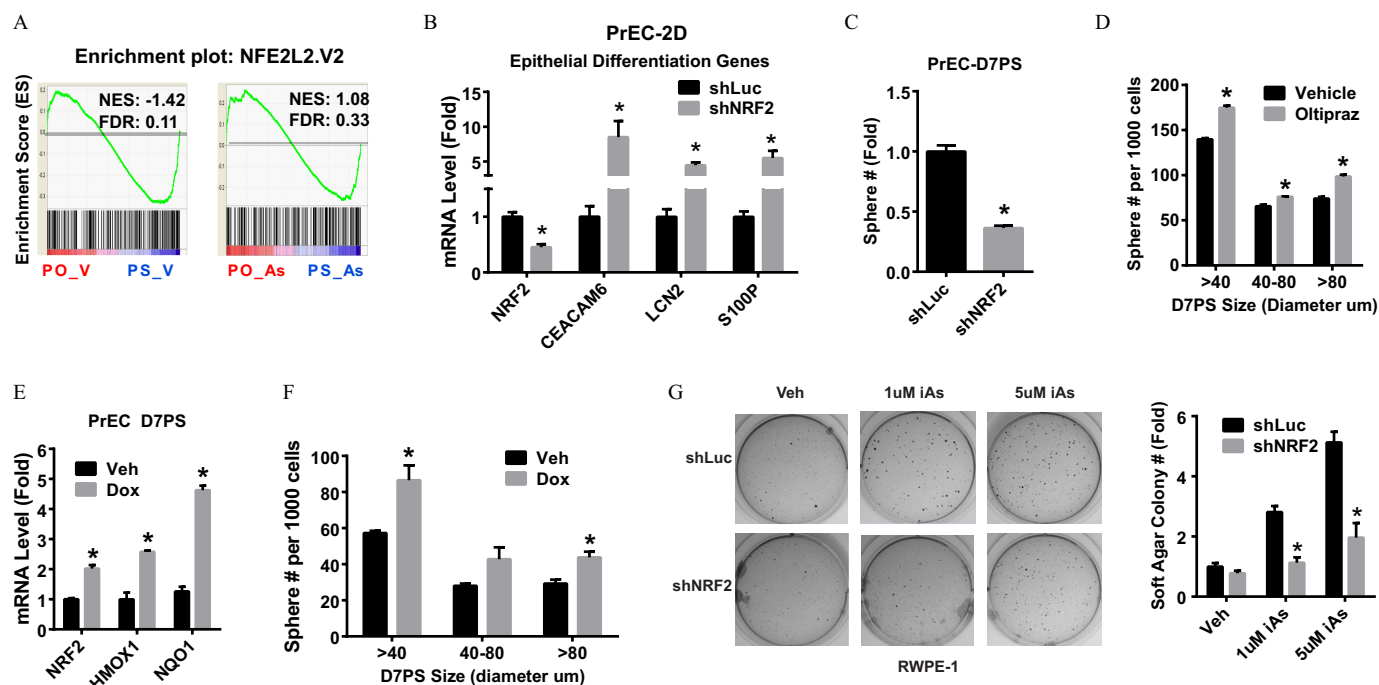 A
Enrichment plot: NFE2L2.V2
Enrichment Score (ES)
NES: -1.42
FDR: 0.11
NES: 1.08
FDR: 0.33
PO_V
PS_V
PO_As
PS_As
B
PrEC-2D
Epithelial Differentiation Genes
shLuc
shNRF2
mRNA Level (Fold)
15
10
5
1
0
*
*
*
*
NRF2
CEACAM6
LCN2
S100P
C
PrEC-D7PS
Sphere # (Fold)
1.5
1.0
0.5
0.0
*
shLuc
shNRF2
D
Sphere # per 1000 cells
200
150
100
50
0
Vehicle
Oltipraz
*
*
*
>40
40-80
>80
D7PS Size (Diameter um)
E
PrEC D7PS
mRNA Level (Fold)
6
5
4
3
2
1
0
Veh
Dox
*
*
*
NRF2
HMOX1
NQO1
F
Sphere # per 1000 cells
100
80
60
40
20
0
Veh
Dox
*
*
>40
40-80
>80
D7PS Size (diameter um)
G
Veh
1uM iAs
5uM iAs
shLuc
shNRF2
RWPE-1
Soft Agar Colony # (Fold)
6
4
2
0
shLuc
shNRF2
*
*
Veh
1uM iAs
5uM iAs